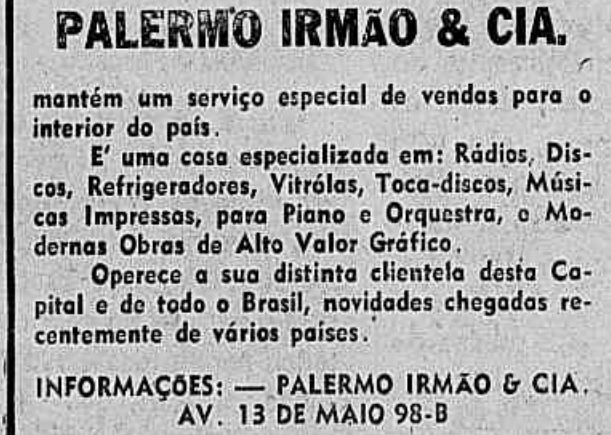 PALERMO IRMÃO & CIA.
mantém um serviço especial de vendas para o
interior do país.
E' uma casa especializada em: Rádios, Dis-
cos, Refrigeradores, Vitrólas, Toca-discos, Músi-
cas Impressas, para Piano e Orquestra, e Mo-
dernas Obras de Alto Valor Gráfico.
Operece a sua distinta clientela desta Ca-
pital e de todo o Brasil, novidades chegadas re-
centemente de vários países.
INFORMAÇÕES: — PALERMO IRMÃO & CIA.
AV. 13 DE MAIO 98-B